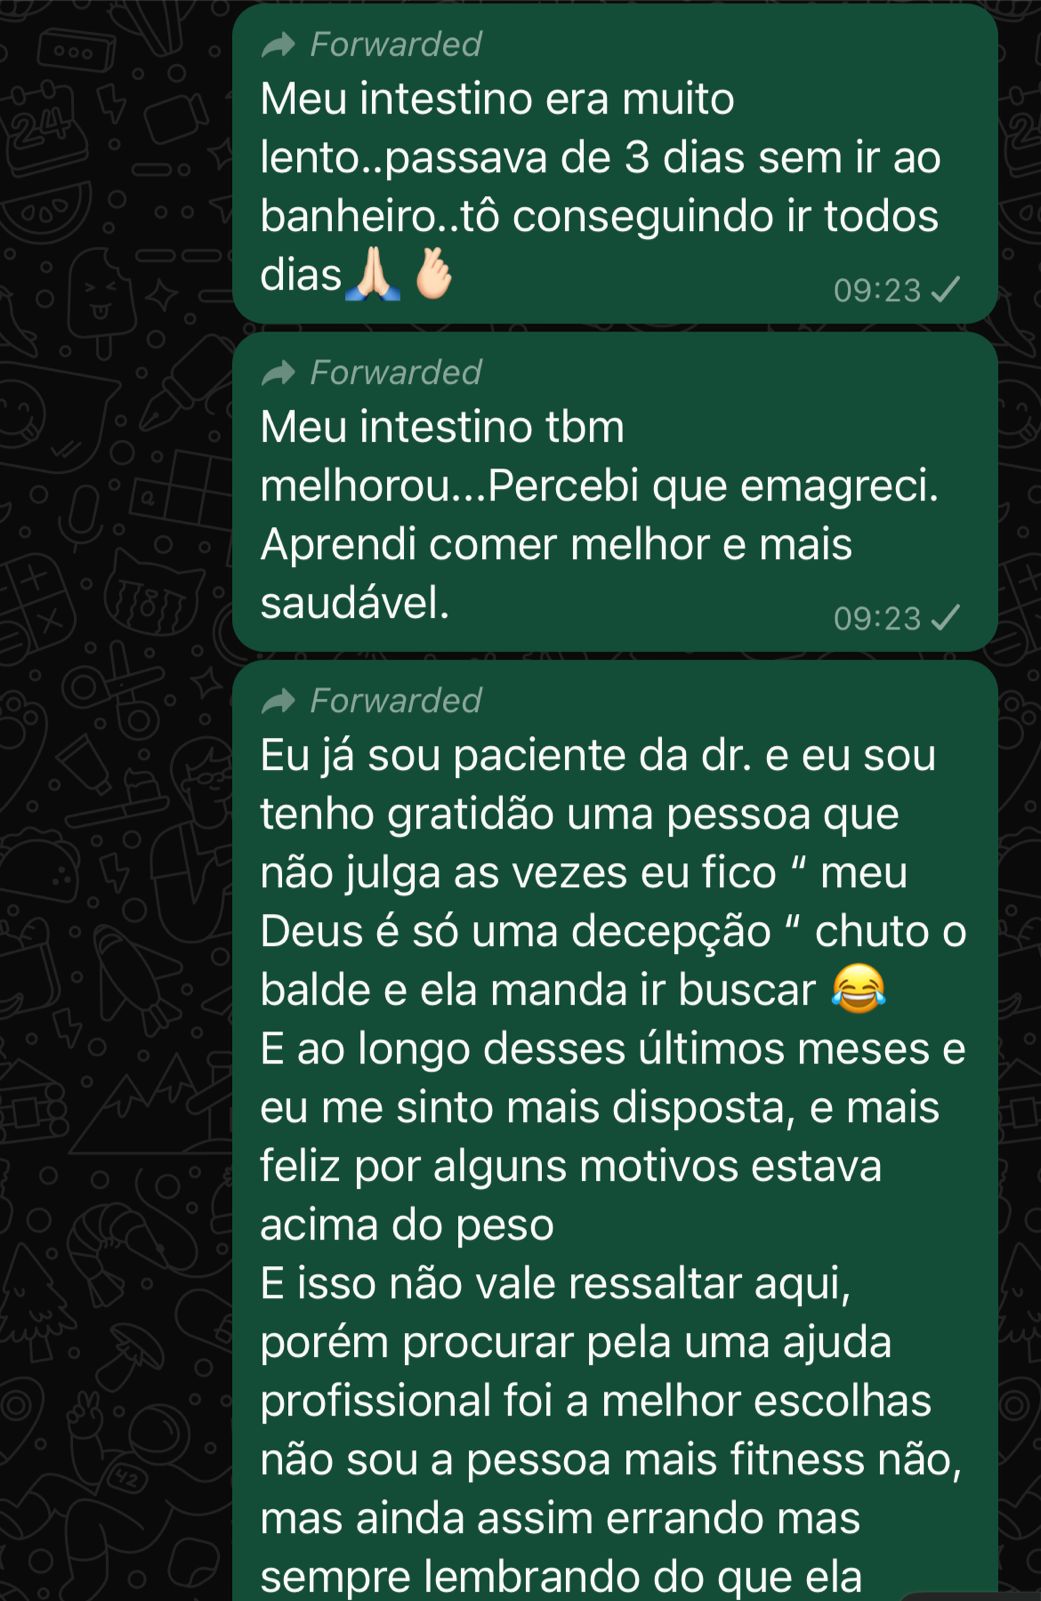 Forwarded
Meu intestino era muito
lento..passava de 3 dias sem ir ao
banheiro..tô conseguindo ir todos
dias🙏🏻🫰🏻
09:23
Forwarded
Meu intestino tbm
melhorou...Percebi que emagreci.
Aprendi comer melhor e mais
saudável.
09:23
Forwarded
Eu já sou paciente da dr. e eu sou
tenho gratidão uma pessoa que
não julga as vezes eu fico “ meu
Deus é só uma decepção “ chuto o
balde e ela manda ir buscar 😂
E ao longo desses últimos meses e
eu me sinto mais disposta, e mais
feliz por alguns motivos estava
acima do peso
E isso não vale ressaltar aqui,
porém procurar pela uma ajuda
profissional foi a melhor escolhas
não sou a pessoa mais fitness não,
mas ainda assim errando mas
sempre lembrando do que ela